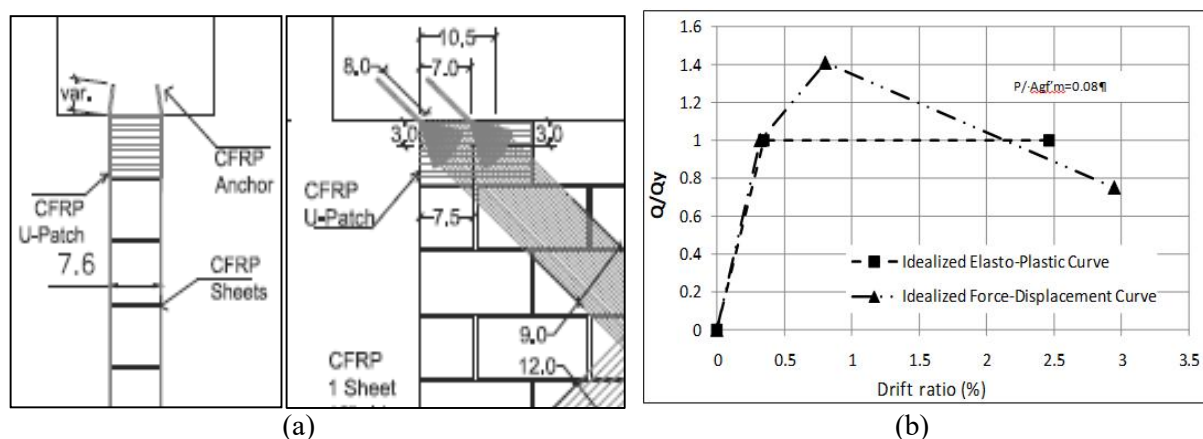 var.
CFRP
Anchor
CFRP
U-Patch
7.6
CFRP
Sheets
10,5
7.0
8.0
3.0
3.0
CFRP
U-Patch
7.5
9.0
12.0
CFRP
1 Sheet
(a)
Q/Qy
1.6
1.4
1.2
1
0.8
0.6
0.4
0.2
0
P/Agf'm=0.08¶
Idealized Elasto-Plastic Curve
Idealized Force-Displacement Curve
0 0.5 1 1.5 2 2.5 3 3.5
Drift ratio (%)
(b)